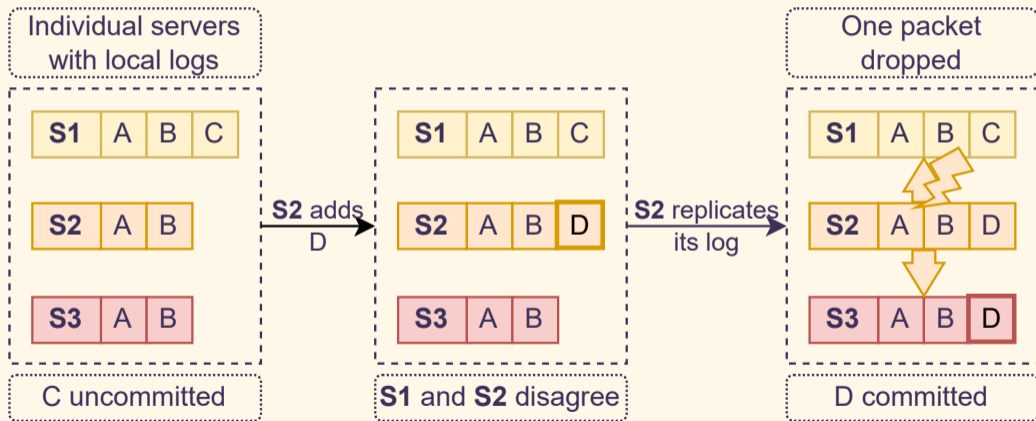 Individual servers
with local logs
S1 A B C
S2 A B
S3 A B
C uncommitted
S2 adds
D
S1 A B C
S2 A B D
S3 A B
S1 and S2 disagree
S2 replicates
its log
One packet
dropped
S1 A B C
S2 A B D
S3 A B D
D committed